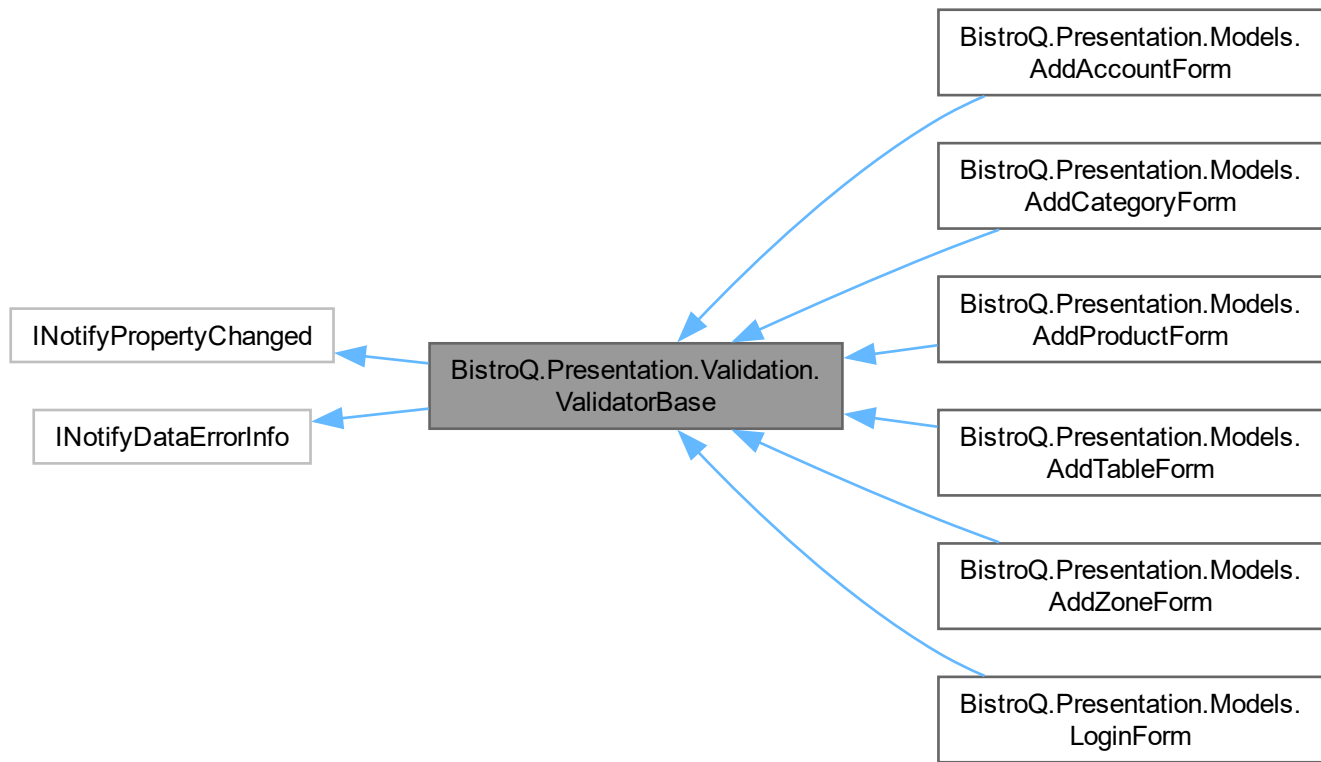 INotifyPropertyChanged
INotifyDataErrorInfo
BistroQ.Presentation.Validation.
ValidatorBase
BistroQ.Presentation.Models.
AddAccountForm
BistroQ.Presentation.Models.
AddCategoryForm
BistroQ.Presentation.Models.
AddProductForm
BistroQ.Presentation.Models.
AddTableForm
BistroQ.Presentation.Models.
AddZoneForm
BistroQ.Presentation.Models.
LoginForm